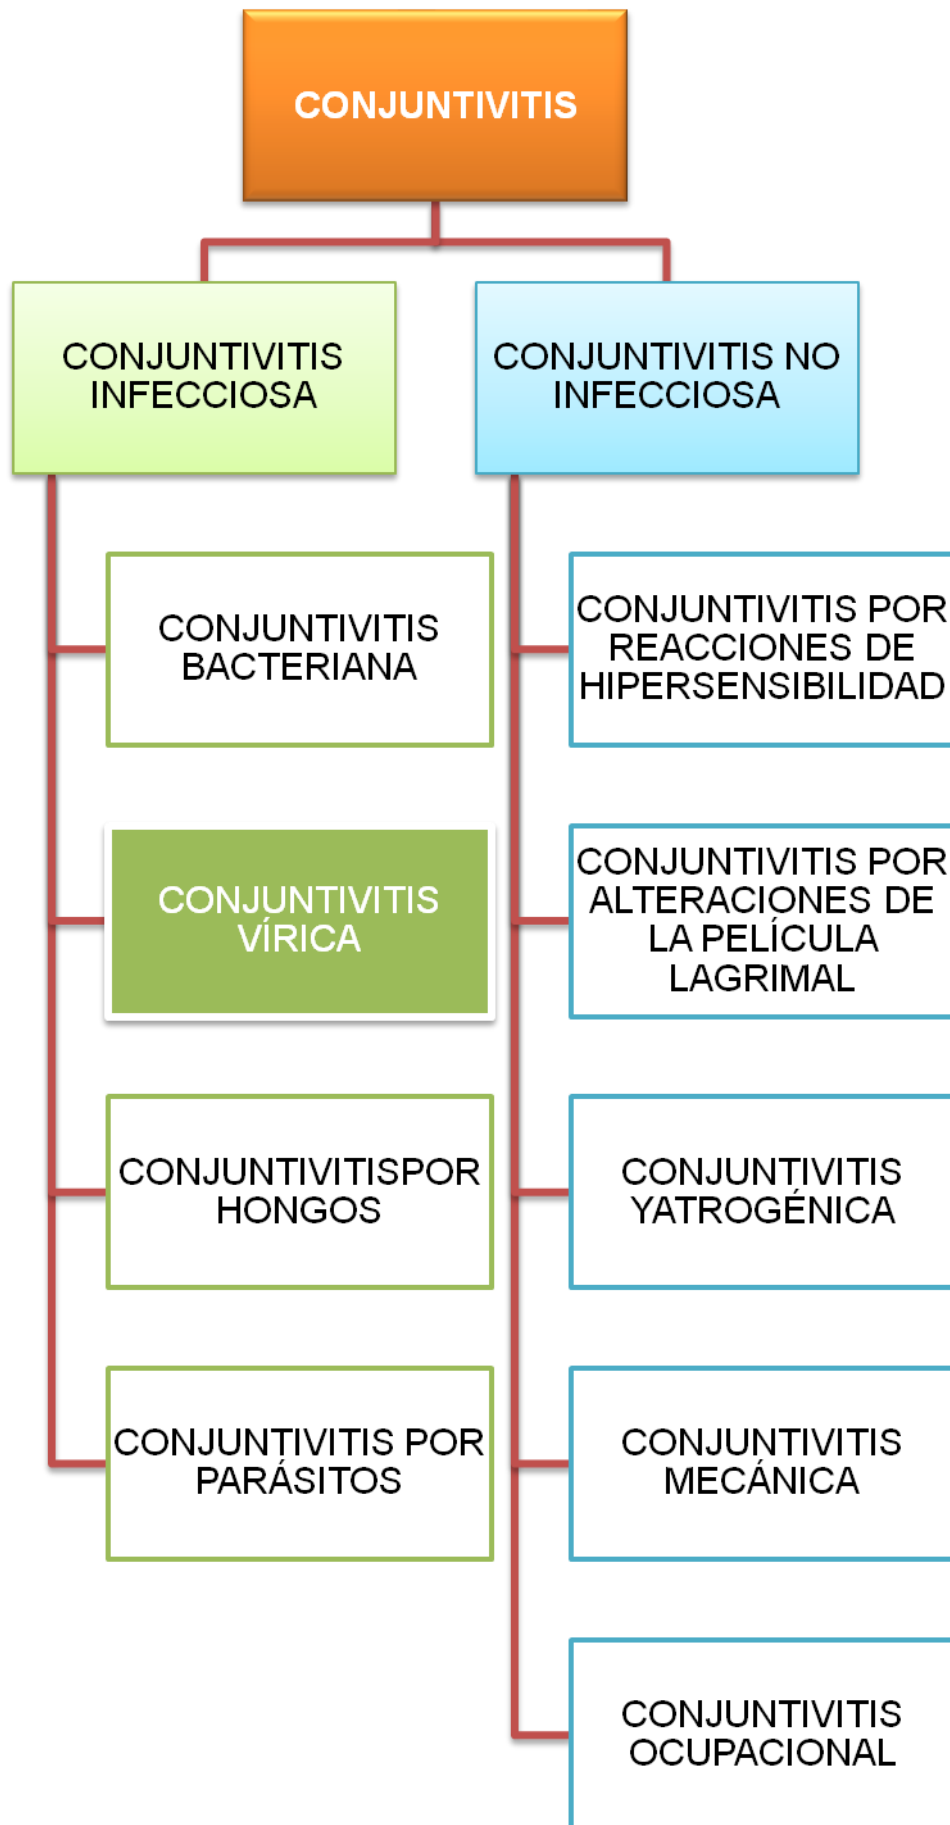 CONJUNTIVITIS
CONJUNTIVITIS
INFECCIOSA
CONJUNTIVITIS
BACTERIANA
CONJUNTIVITIS
VÍRICA
CONJUNTIVITISPOR
HONGOS
CONJUNTIVITIS POR
PARÁSITOS
CONJUNTIVITIS NO
INFECCIOSA
CONJUNTIVITIS POR
REACCIONES DE
HIPERSENSIBILIDAD
CONJUNTIVITIS POR
ALTERACIONES DE
LA PELÍCULA
LAGRIMAL
CONJUNTIVITIS
YATROGÉNICA
CONJUNTIVITIS
MECÁNICA
CONJUNTIVITIS
OCUPACIONAL